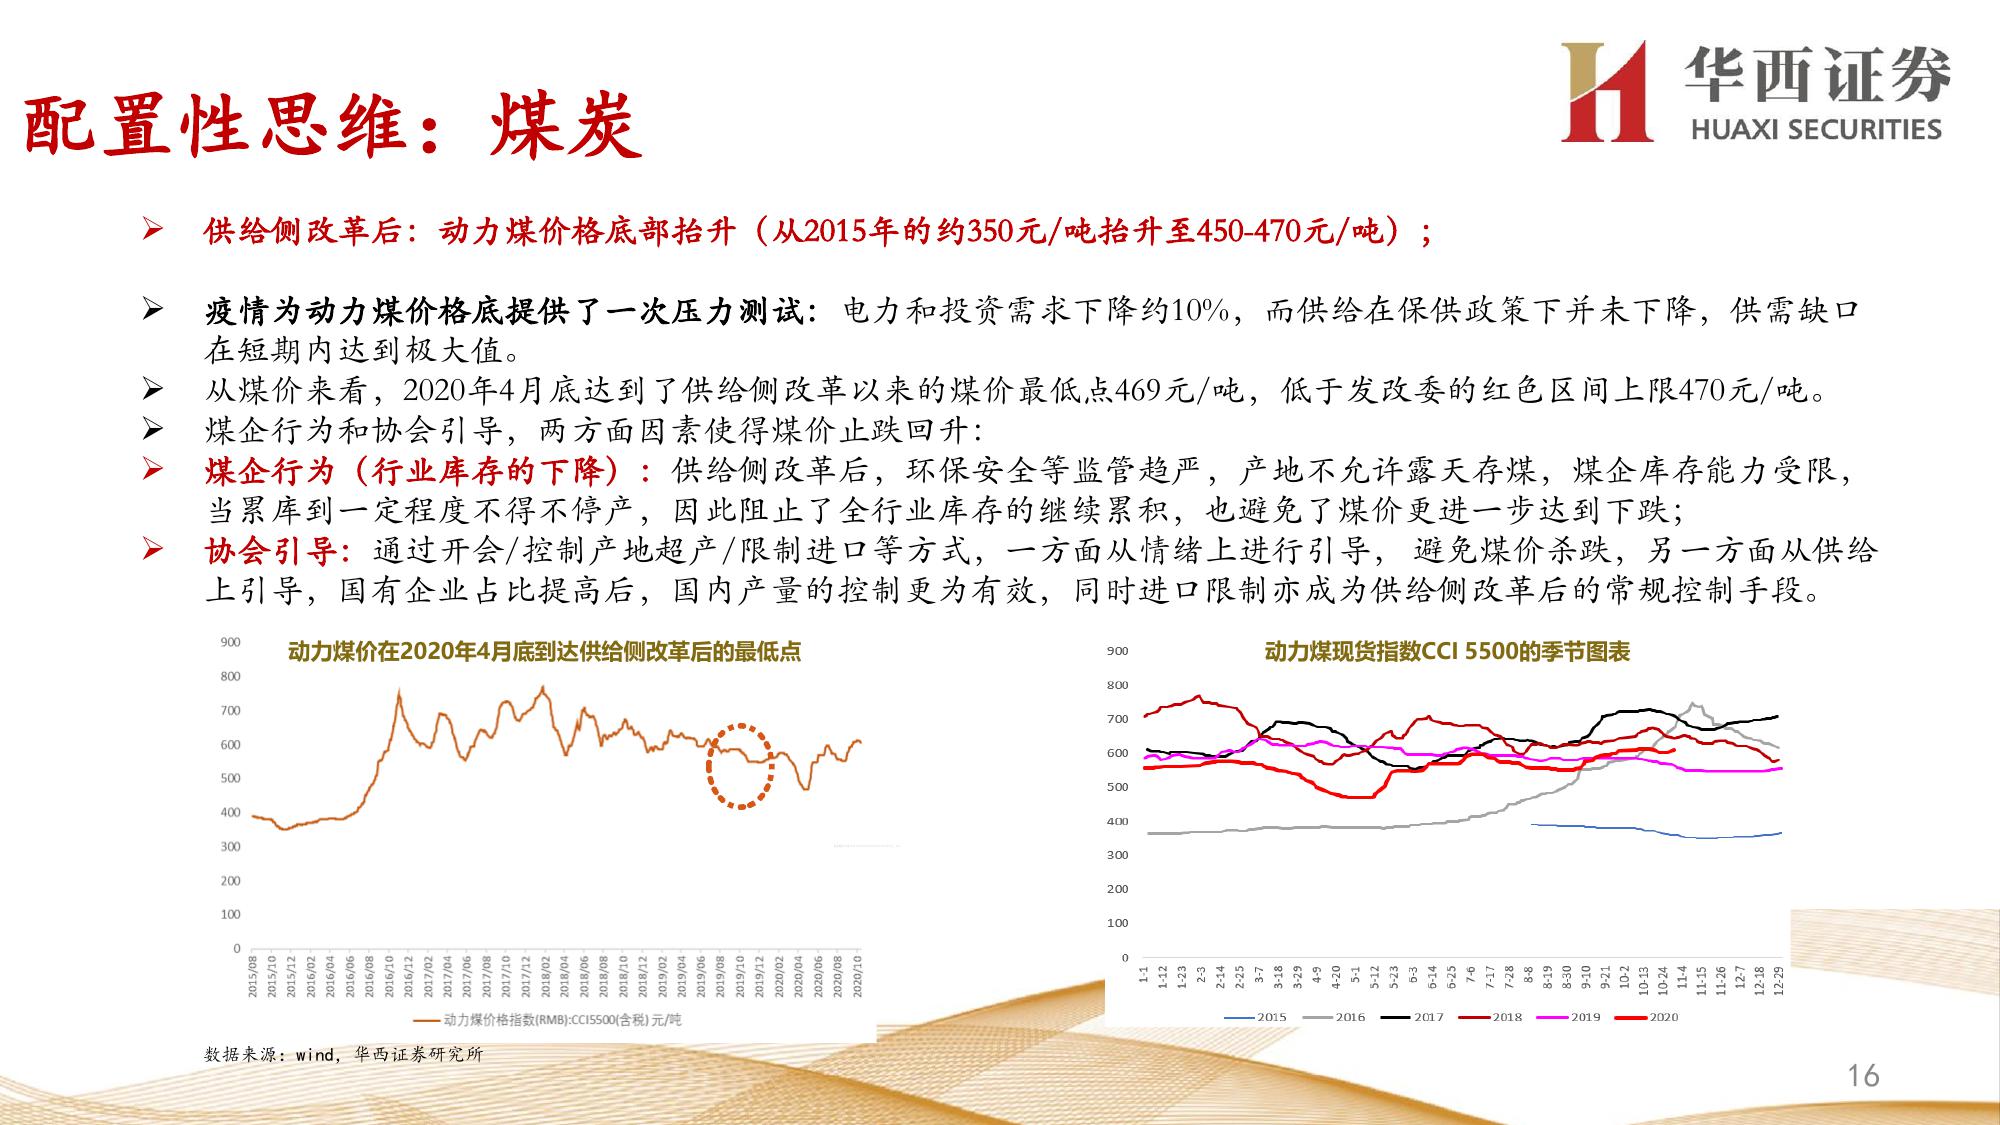 华西证券
HUAXI SECURITIES
配置性思维：煤炭
➢ 供给侧改革后：动力煤价格底部抬升（从2015年的约350元/吨抬升至450-470元/吨）；
➢ 疫情为动力煤价格底提供了一次压力测试：电力和投资需求下降约10%，而供给在保供政策下并未下降，供需缺口
在短期内达到极大值。
➢ 从煤价来看，2020年4月底达到了供给侧改革以来的煤价最低点469元/吨，低于发改委的红色区间上限470元/吨。
➢ 煤企行为和协会引导，两方面因素使得煤价止跌回升：
➢ 煤企行为（行业库存的下降）：供给侧改革后，环保安全等监管趋严，产地不允许露天存煤，煤企库存能力受限，
当累库到一定程度不得不停产，因此阻止了全行业库存的继续累积，也避免了煤价更进一步达到下跌；
➢ 协会引导：通过开会/控制产地超产/限制进口等方式，一方面从情绪上进行引导， 避免煤价杀跌，另一方面从供给
上引导，国有企业占比提高后，国内产量的控制更为有效，同时进口限制亦成为供给侧改革后的常规控制手段。
动力煤价在2020年4月底到达供给侧改革后的最低点
900
800
700
600
500
400
300
200
100
0
2015/08 2015/10 2015/12 2016/02 2016/04 2016/06 2016/08 2016/10 2016/12 2017/02 2017/04 2017/06 2017/08 2017/10 2017/12 2018/02 2018/04 2018/06 2018/08 2018/10 2018/12 2019/02 2019/04 2019/06 2019/08 2019/10 2019/12 2020/02 2020/04 2020/06 2020/08 2020/10
动力煤价格指数(RMB):CCI5500(含税) 元/吨
动力煤现货指数CCI 5500的季节图表
900
800
700
600
500
400
300
200
100
0
1-1 1-12 1-23 2-3 2-14 2-25 3-7 3-18 3-29 4-9 4-20 5-1 5-12 5-23 6-3 6-14 6-25 7-6 7-17 7-28 8-8 8-19 8-30 9-10 9-21 10-2 10-13 10-24 11-4 11-15 11-26 12-7 12-18 12-29
2015 2016 2017 2018 2019 2020
数据来源：wind，华西证券研究所
16